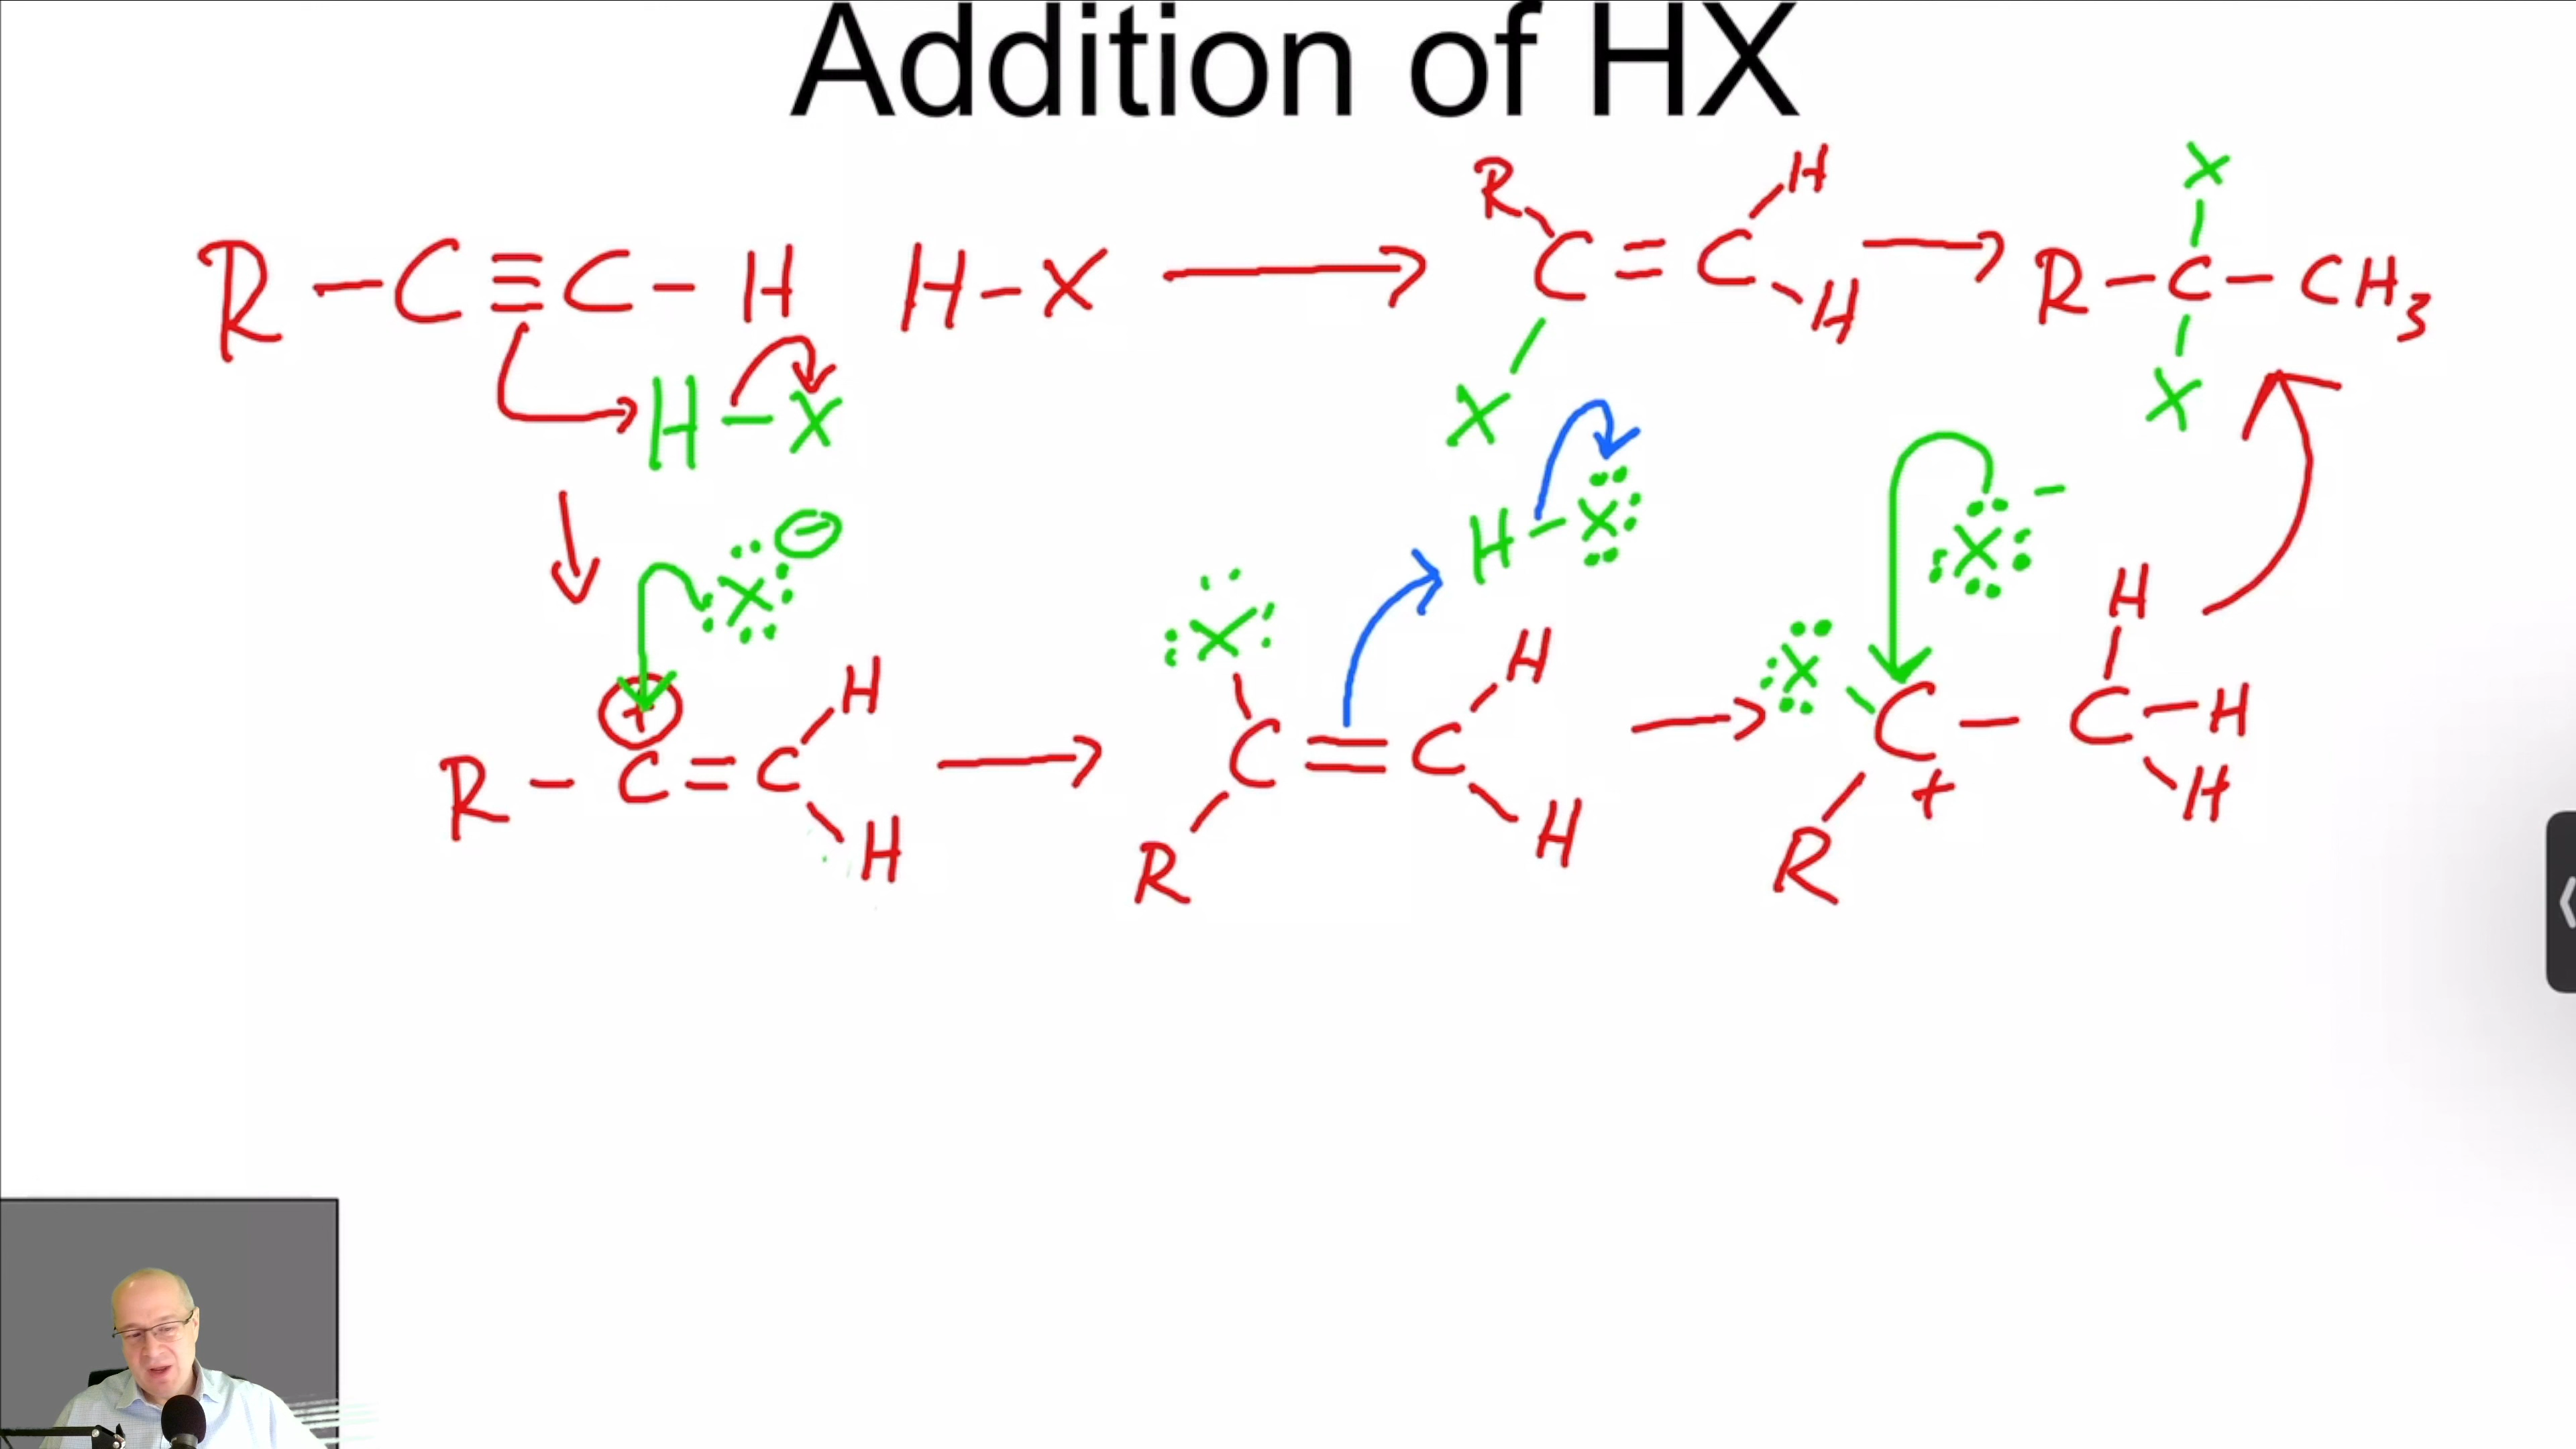 Addition of HX
R-C≡C-H H-X → R C=C H H X → X R-C-CH3 X
H-X
X: ⊖
H-X:
X: -
R-C=C H H + → :X: C=C H H R → :X C-C H H H + R